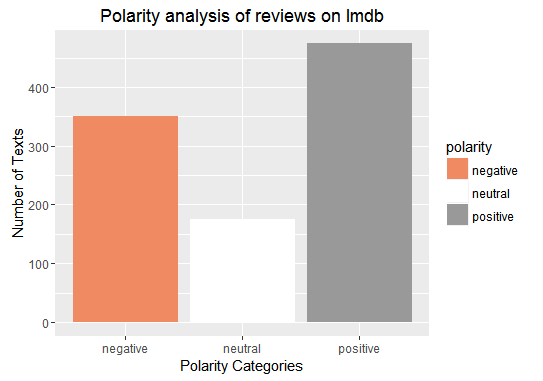 Polarity analysis of reviews on Imdb
Number of Texts
400
300
200
100
0
negative
neutral
positive
Polarity Categories
polarity
negative
neutral
positive